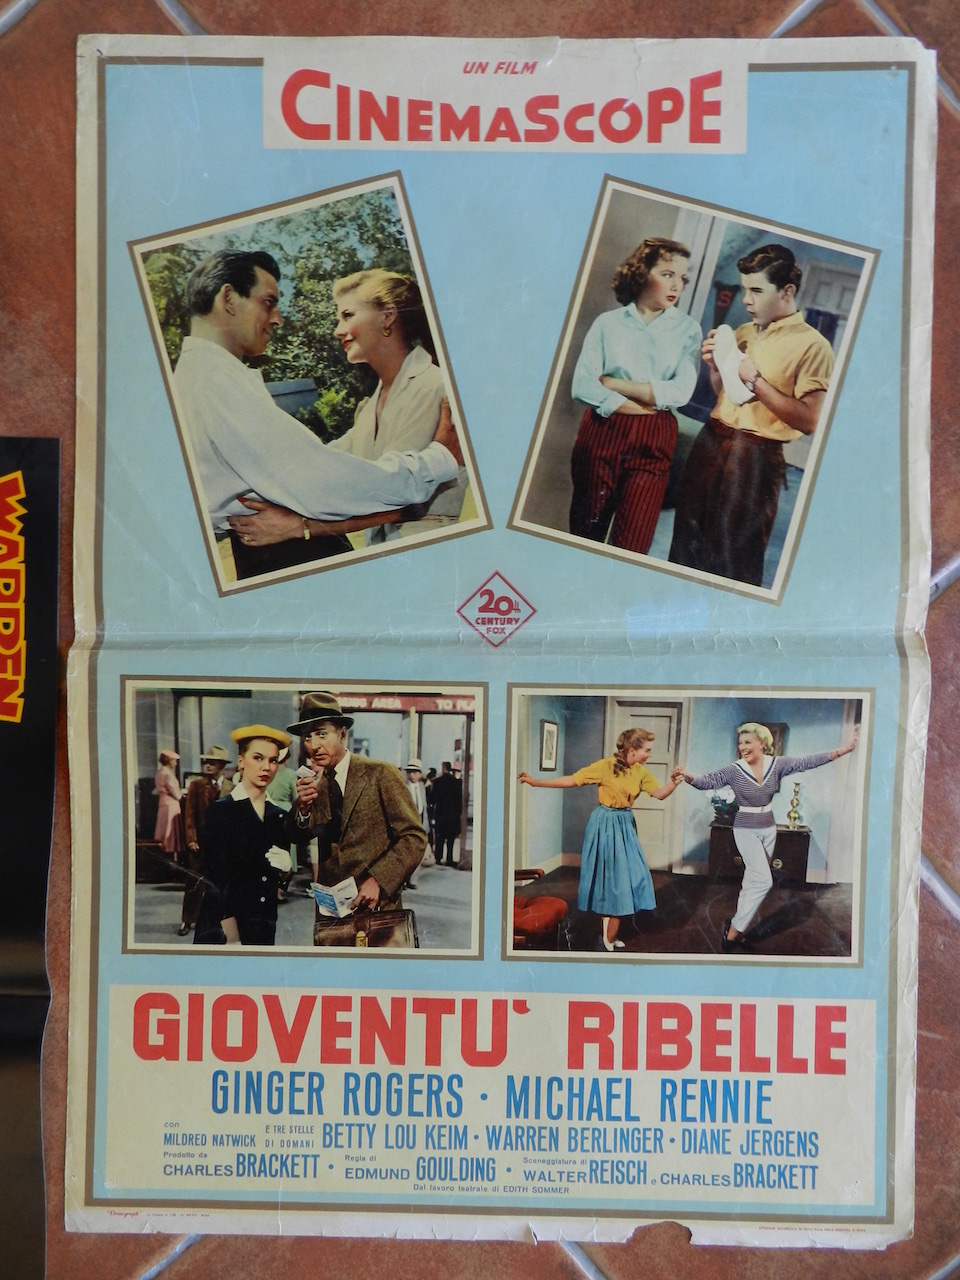 UN FILM
CINEMASCOPE
S
20th
CENTURY
FOX
WARREN
AREA TO
GIOVENTU' RIBELLE
GINGER ROGERS · MICHAEL RENNIE
con MILDRED NATWICK E TRE STELLE DI DOMANI BETTY LOU KEIM · WARREN BERLINGER · DIANE JERGENS
Prodotto da CHARLES BRACKETT · Regia di EDMUND GOULDING · Sceneggiatura di WALTER REISCH e CHARLES BRACKETT
Dal lavoro teatrale di EDITH SOMMER